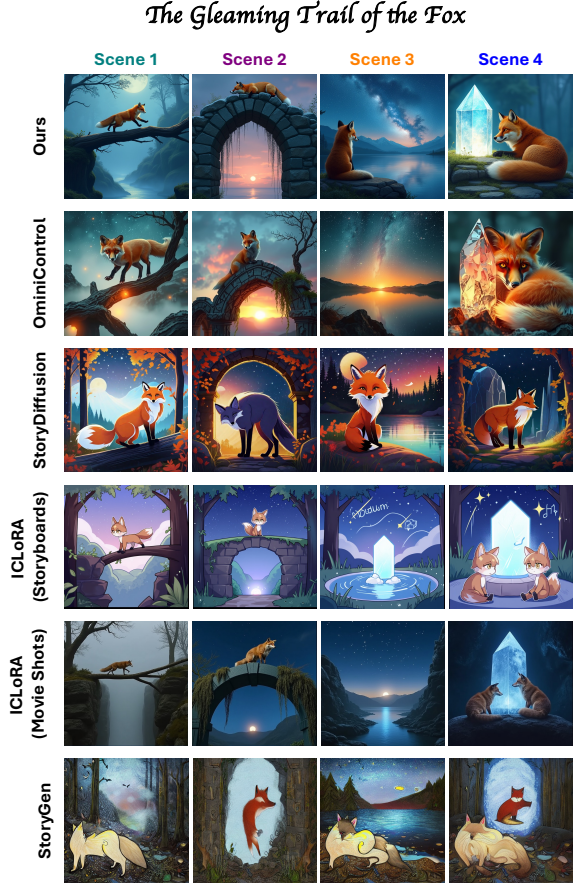 The Gleaming Trail of the Fox
Scene 1 Scene 2 Scene 3 Scene 4
Ours
OminiControl
StoryDiffusion
ICLoRA
(Storyboards)
ICLoRA
(Movie Shots)
StoryGen